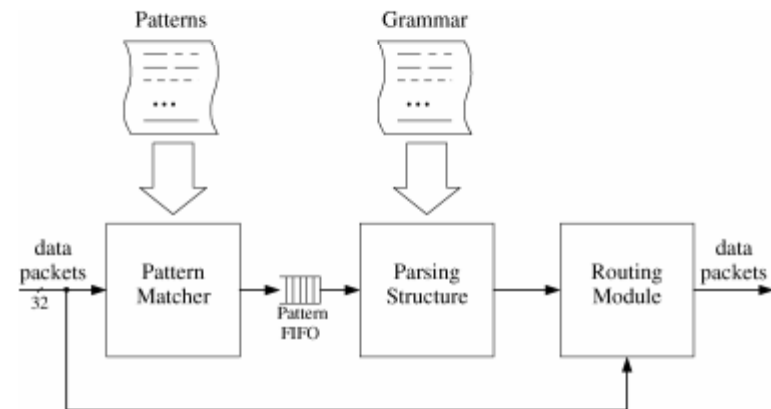 Patterns
Grammar
data
packets
32
Pattern
Matcher
Pattern
FIFO
Parsing
Structure
Routing
Module
data
packets